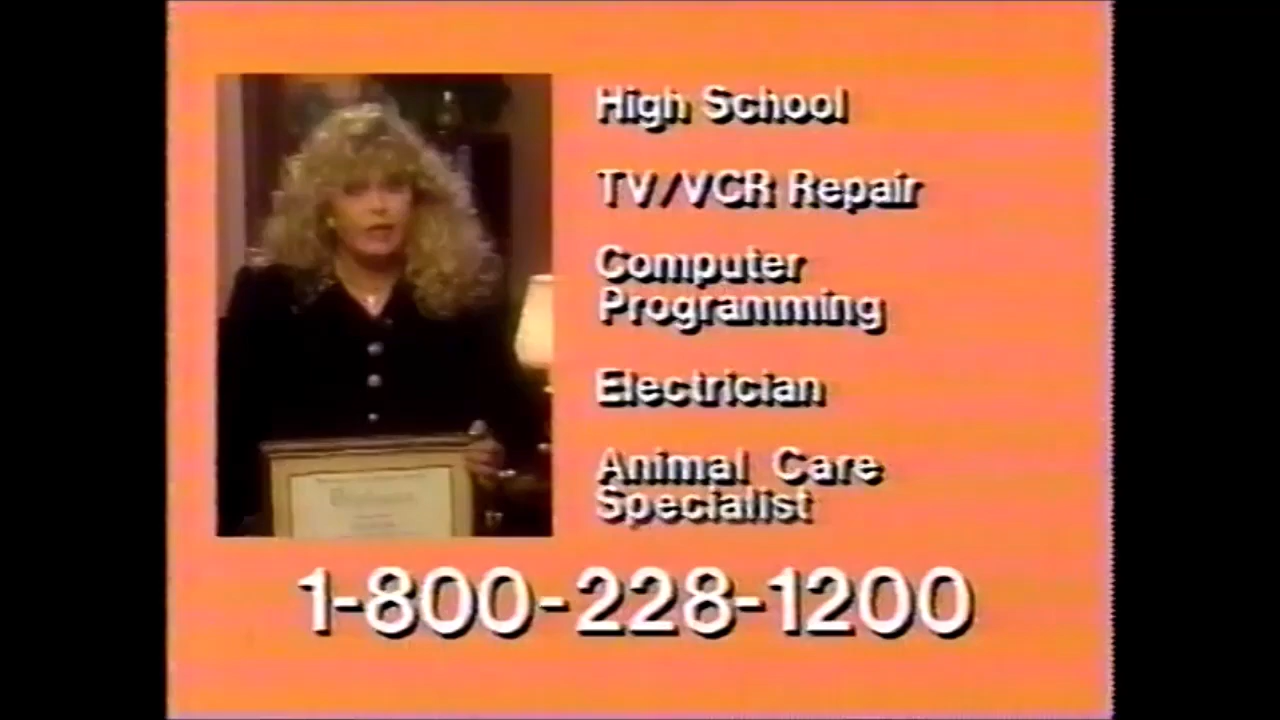 High School
TV/VCR Repair
Computer
Programming
Electrician
Animal Care
Specialist
1-800-228-1200